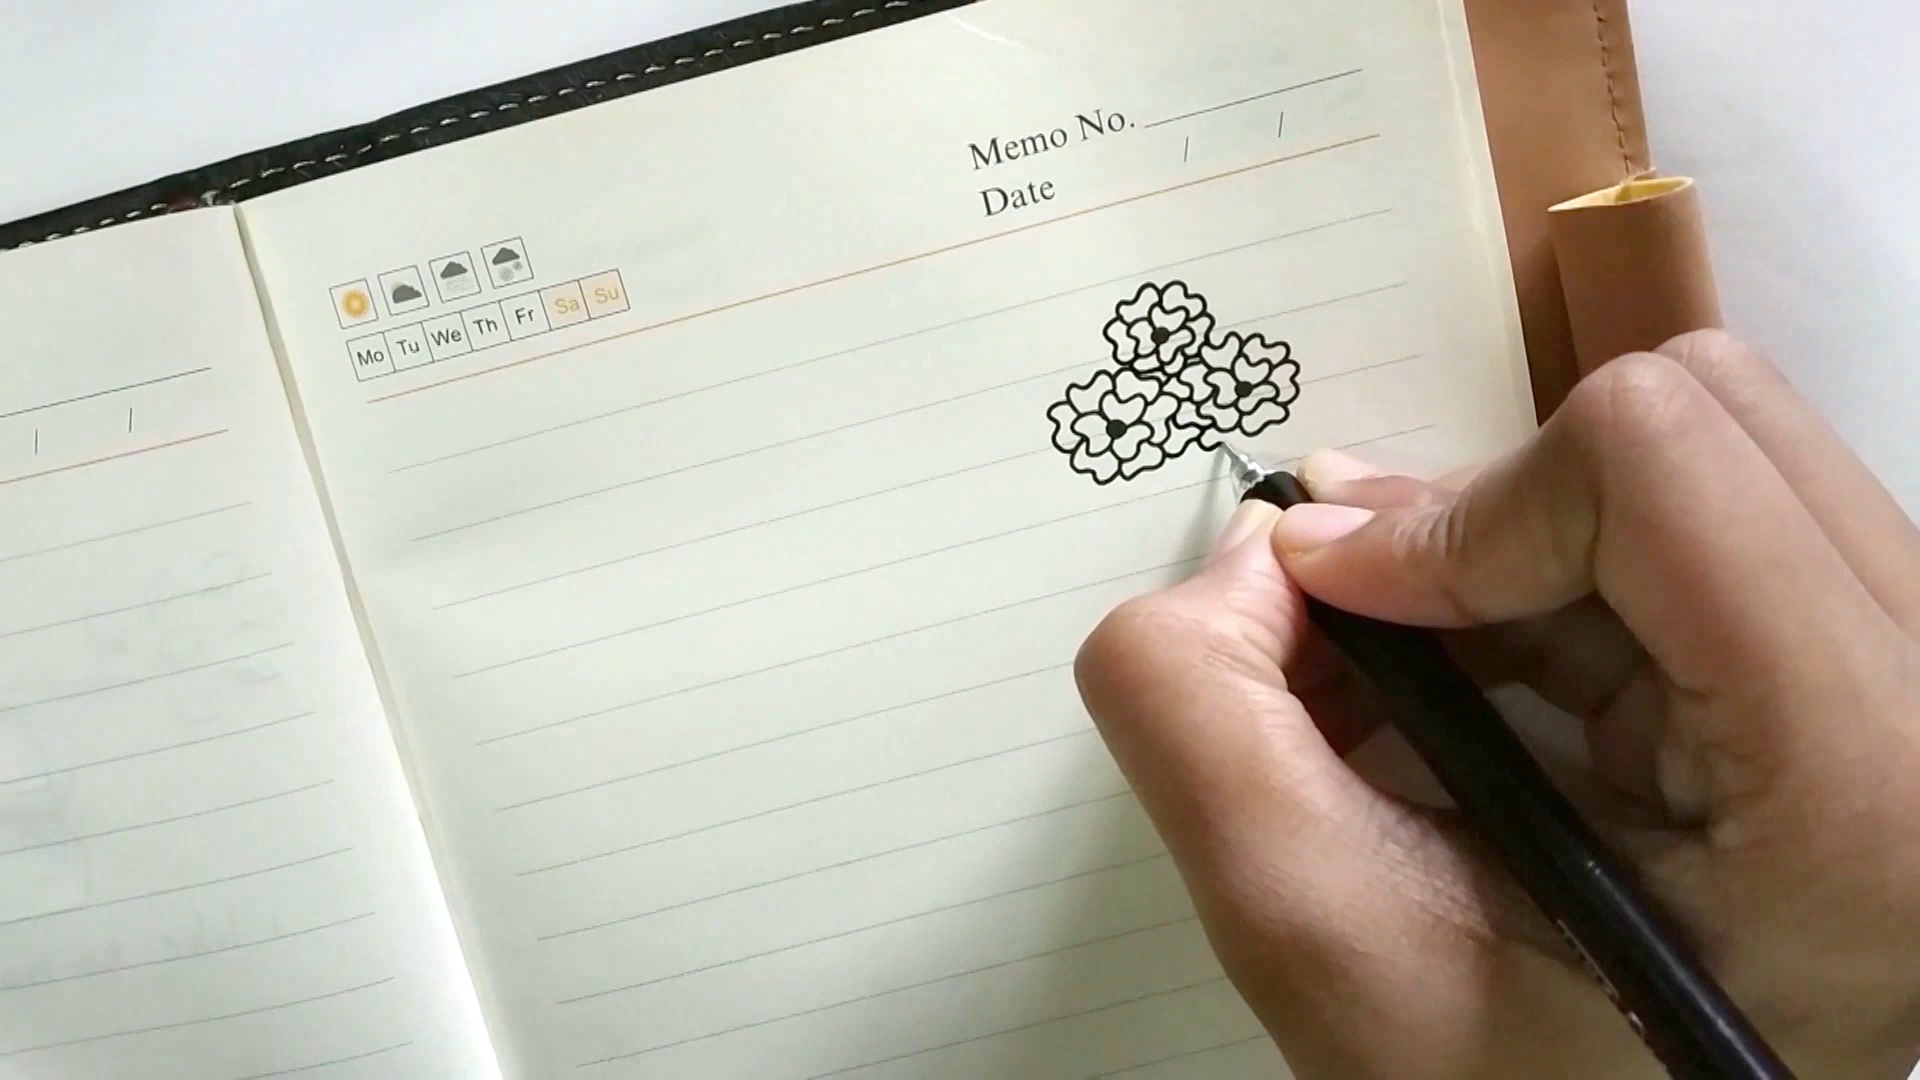 Memo No.
Date / /
Mo Tu We Th Fr Sa Su